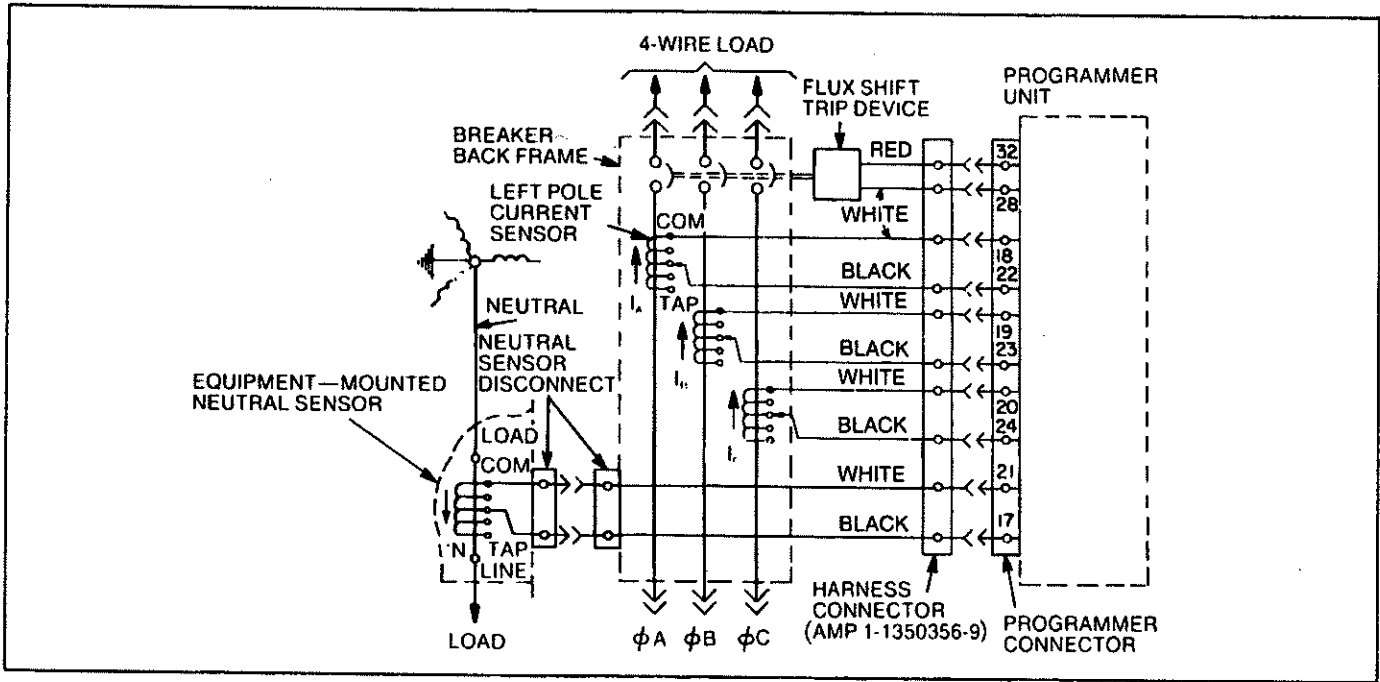 4-WIRE LOAD
FLUX SHIFT
TRIP DEVICE
PROGRAMMER
UNIT
BREAKER
BACK FRAME
RED
32
28
WHITE
LEFT POLE
CURRENT
SENSOR
COM
18
BLACK
22
TAP
WHITE
NEUTRAL
19
NEUTRAL
SENSOR
DISCONNECT
BLACK
23
WHITE
EQUIPMENT—MOUNTED
NEUTRAL SENSOR
20
BLACK
24
LOAD
COM
WHITE
21
BLACK
17
TAP
LINE
HARNESS
CONNECTOR
(AMP 1-1350356-9)
PROGRAMMER
CONNECTOR
LOAD
ϕA
ϕB
ϕC